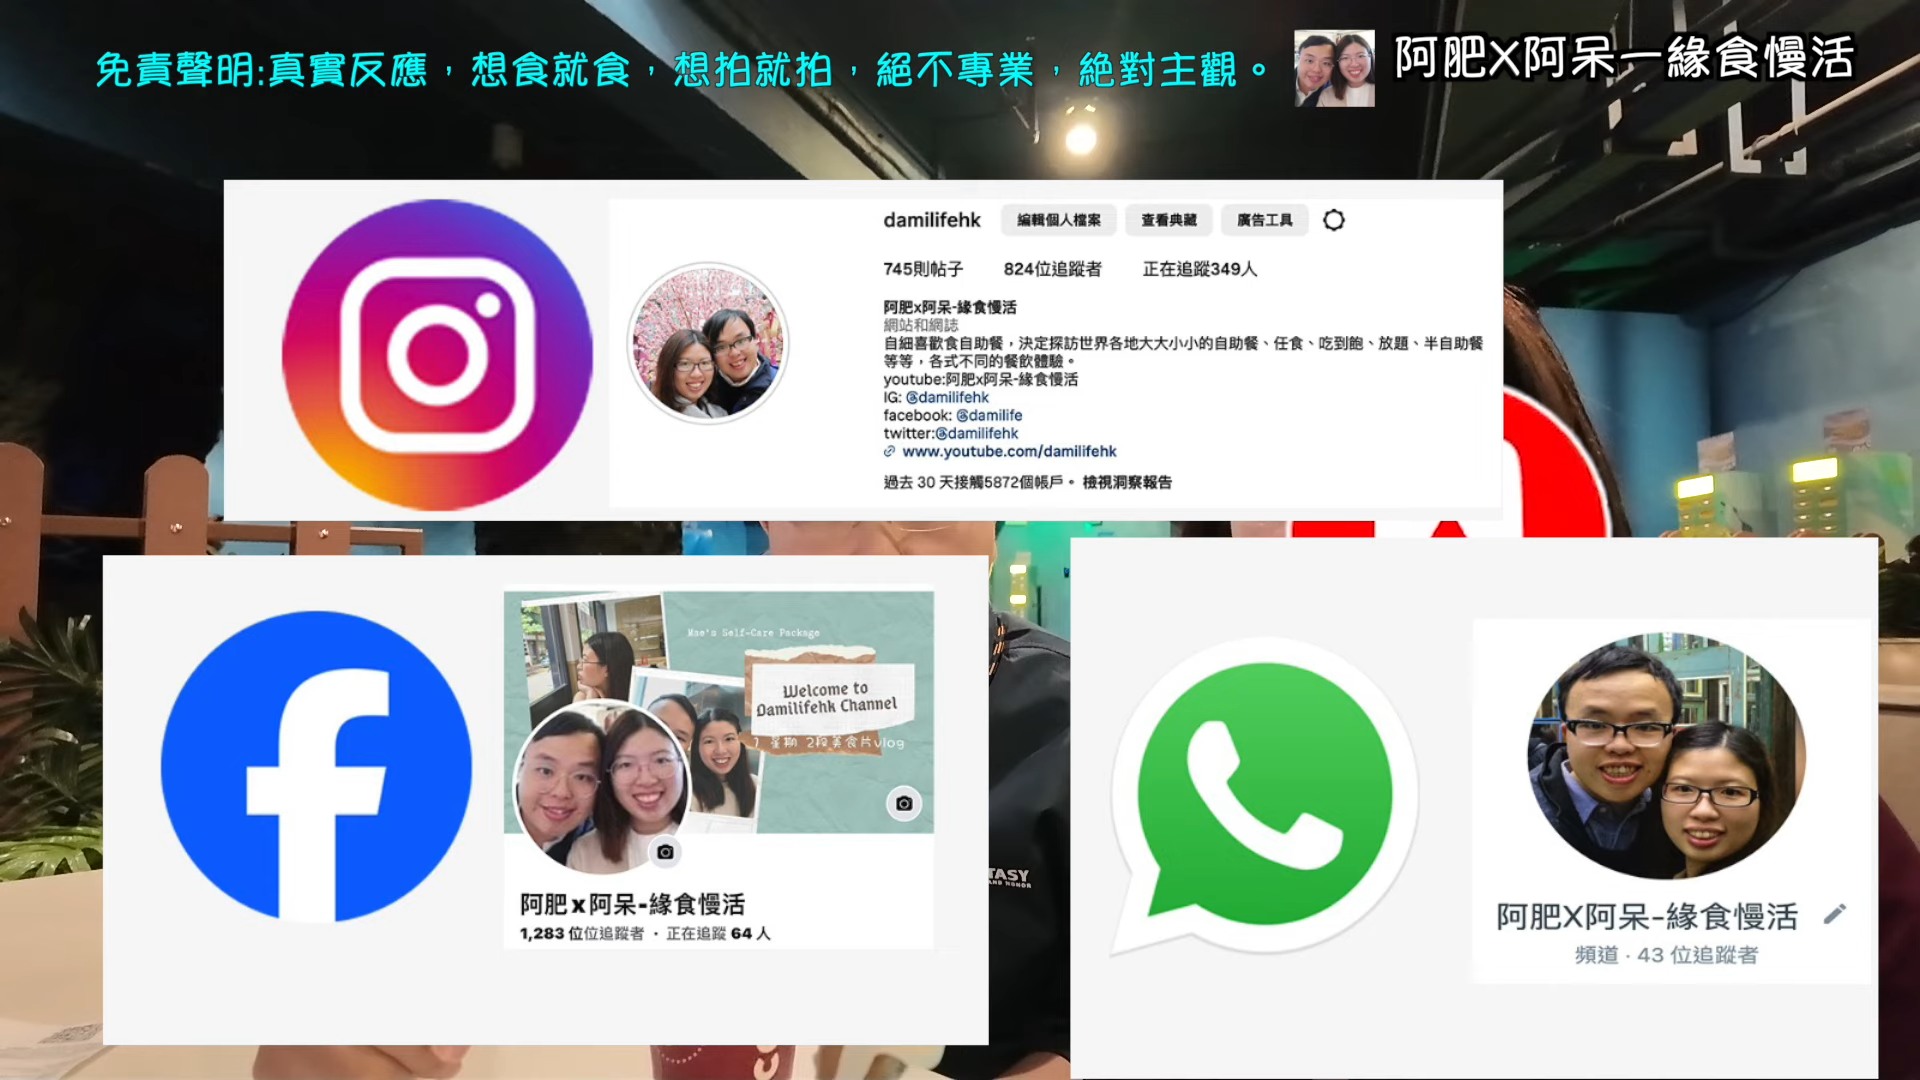 免責聲明:真實反應，想食就食，想拍就拍，絕不專業，絕對主觀。
阿肥X阿呆一緣食慢活
damilifehk 編輯個人檔案 查看典藏 廣告工具
745則帖子 824位追蹤者 正在追蹤349人
阿肥x阿呆-緣食慢活
網站和網誌
自細喜歡食自助餐，決定探訪世界各地大大小小的自助餐、任食、吃到飽、放題、半自助餐
等等，各式不同的餐飲體驗。
youtube:阿肥x阿呆-緣食慢活
IG: @damilifehk
facebook: @damilife
twitter:@damilifehk
www.youtube.com/damilifehk
過去 30 天接觸5872個帳戶。 檢視洞察報告
Mae's Self-Care Package
Welcome to
Damilifehk Channel
1 星期 2段美食片vlog
阿肥 x 阿呆-緣食慢活
1,283 位位追蹤者 · 正在追蹤 64 人
阿肥X阿呆-緣食慢活
頻道 · 43 位追蹤者
TASY